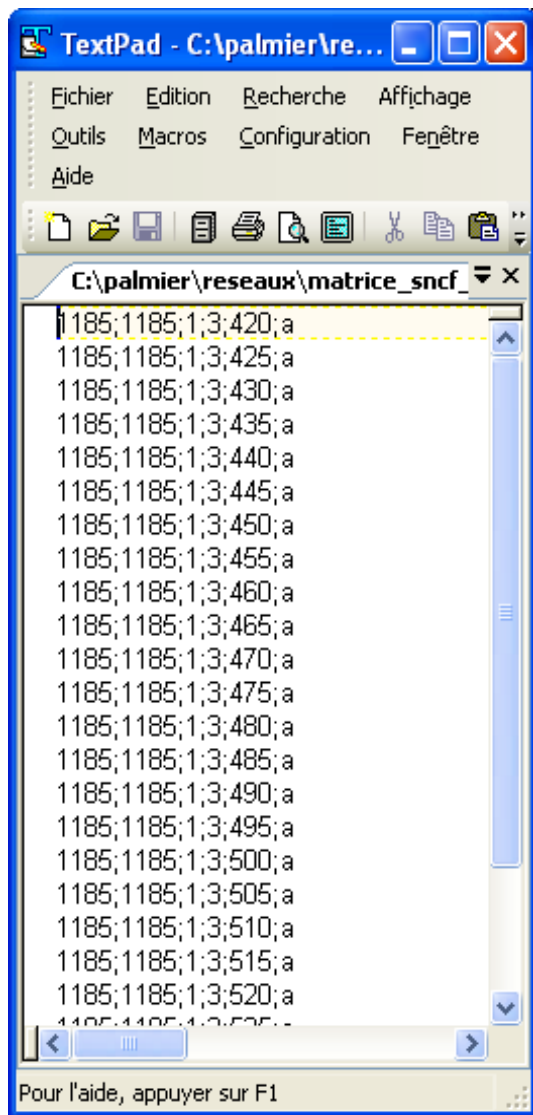 TextPad - C:\palmier\re...
Fichier Edition Recherche Affichage
Outils Macros Configuration Fenêtre
Aide
C:\palmier\reseaux\matrice_sncf_
1185;1185;1;3;420;a
1185;1185;1;3;425;a
1185;1185;1;3;430;a
1185;1185;1;3;435;a
1185;1185;1;3;440;a
1185;1185;1;3;445;a
1185;1185;1;3;450;a
1185;1185;1;3;455;a
1185;1185;1;3;460;a
1185;1185;1;3;465;a
1185;1185;1;3;470;a
1185;1185;1;3;475;a
1185;1185;1;3;480;a
1185;1185;1;3;485;a
1185;1185;1;3;490;a
1185;1185;1;3;495;a
1185;1185;1;3;500;a
1185;1185;1;3;505;a
1185;1185;1;3;510;a
1185;1185;1;3;515;a
1185;1185;1;3;520;a
Pour l'aide, appuyer sur F1